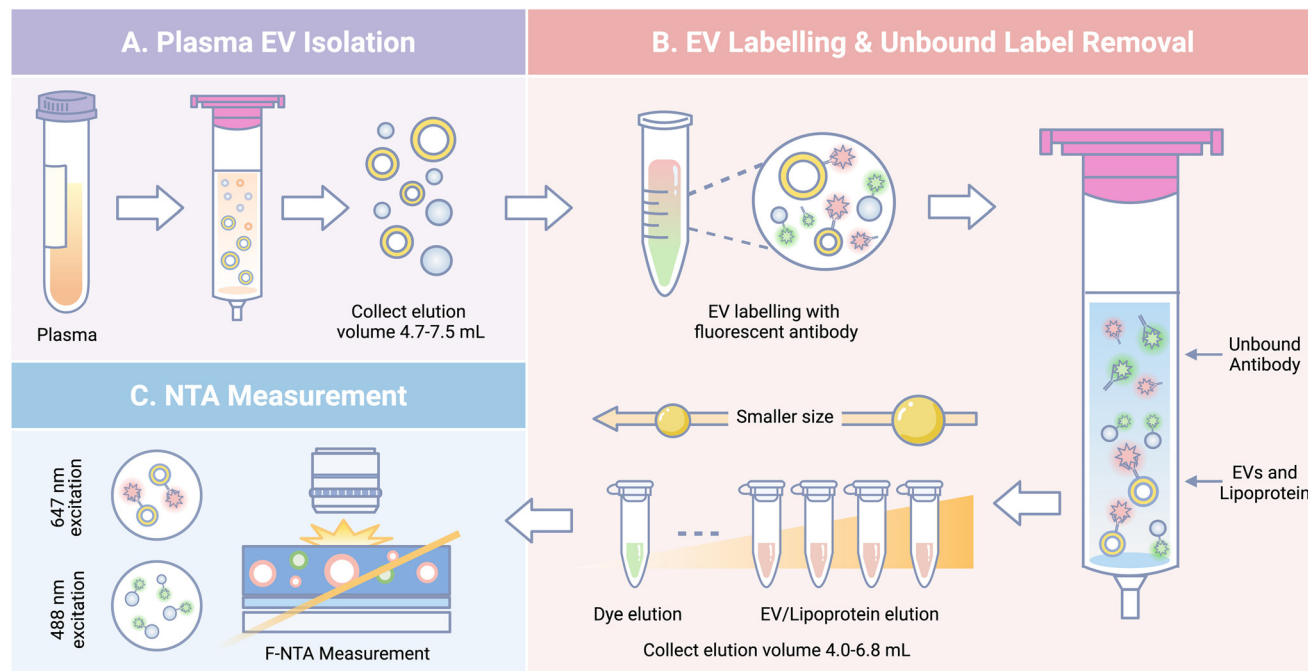 A. Plasma EV Isolation
Plasma
Collect elution
volume 4.7-7.5 mL
B. EV Labelling & Unbound Label Removal
EV labelling with
fluorescent antibody
Unbound
Antibody
EVs and
Lipoprotein
Smaller size
Dye elution
EV/Lipoprotein elution
Collect elution volume 4.0-6.8 mL
C. NTA Measurement
647 nm
excitation
488 nm
excitation
F-NTA Measurement